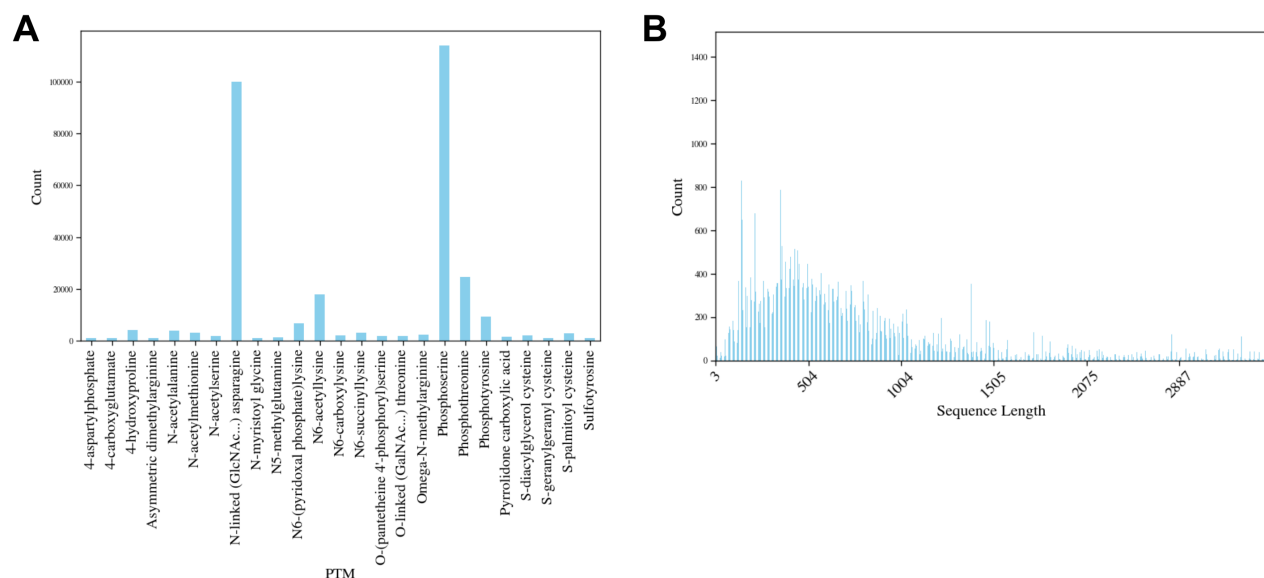 A
Count
100000
80000
60000
40000
20000
0
4-aspartylphosphate
4-carboxyglutamate
4-hydroxyproline
Asymmetric dimethylarginine
N-acetylalanine
N-acetylmethionine
N-acetylserine
N-linked (GlcNAc...) asparagine
N-myristoyl glycine
N5-methylglutamine
N6-(pyridoxal phosphate)lysine
N6-acetyllysine
N6-carboxylysine
N6-succinyllysine
O-(pantetheine 4'-phosphoryl)serine
O-linked (GalNAc...) threonine
Omega-N-methylarginine
Phosphoserine
Phosphothreonine
Phosphotyrosine
Pyrrolidone carboxylic acid
S-diacylglycerol cysteine
S-geranylgeranyl cysteine
S-palmitoyl cysteine
Sulfotyrosine
PTM
B
Count
1400
1200
1000
800
600
400
200
0
3
504
1004
1505
2075
2887
Sequence Length